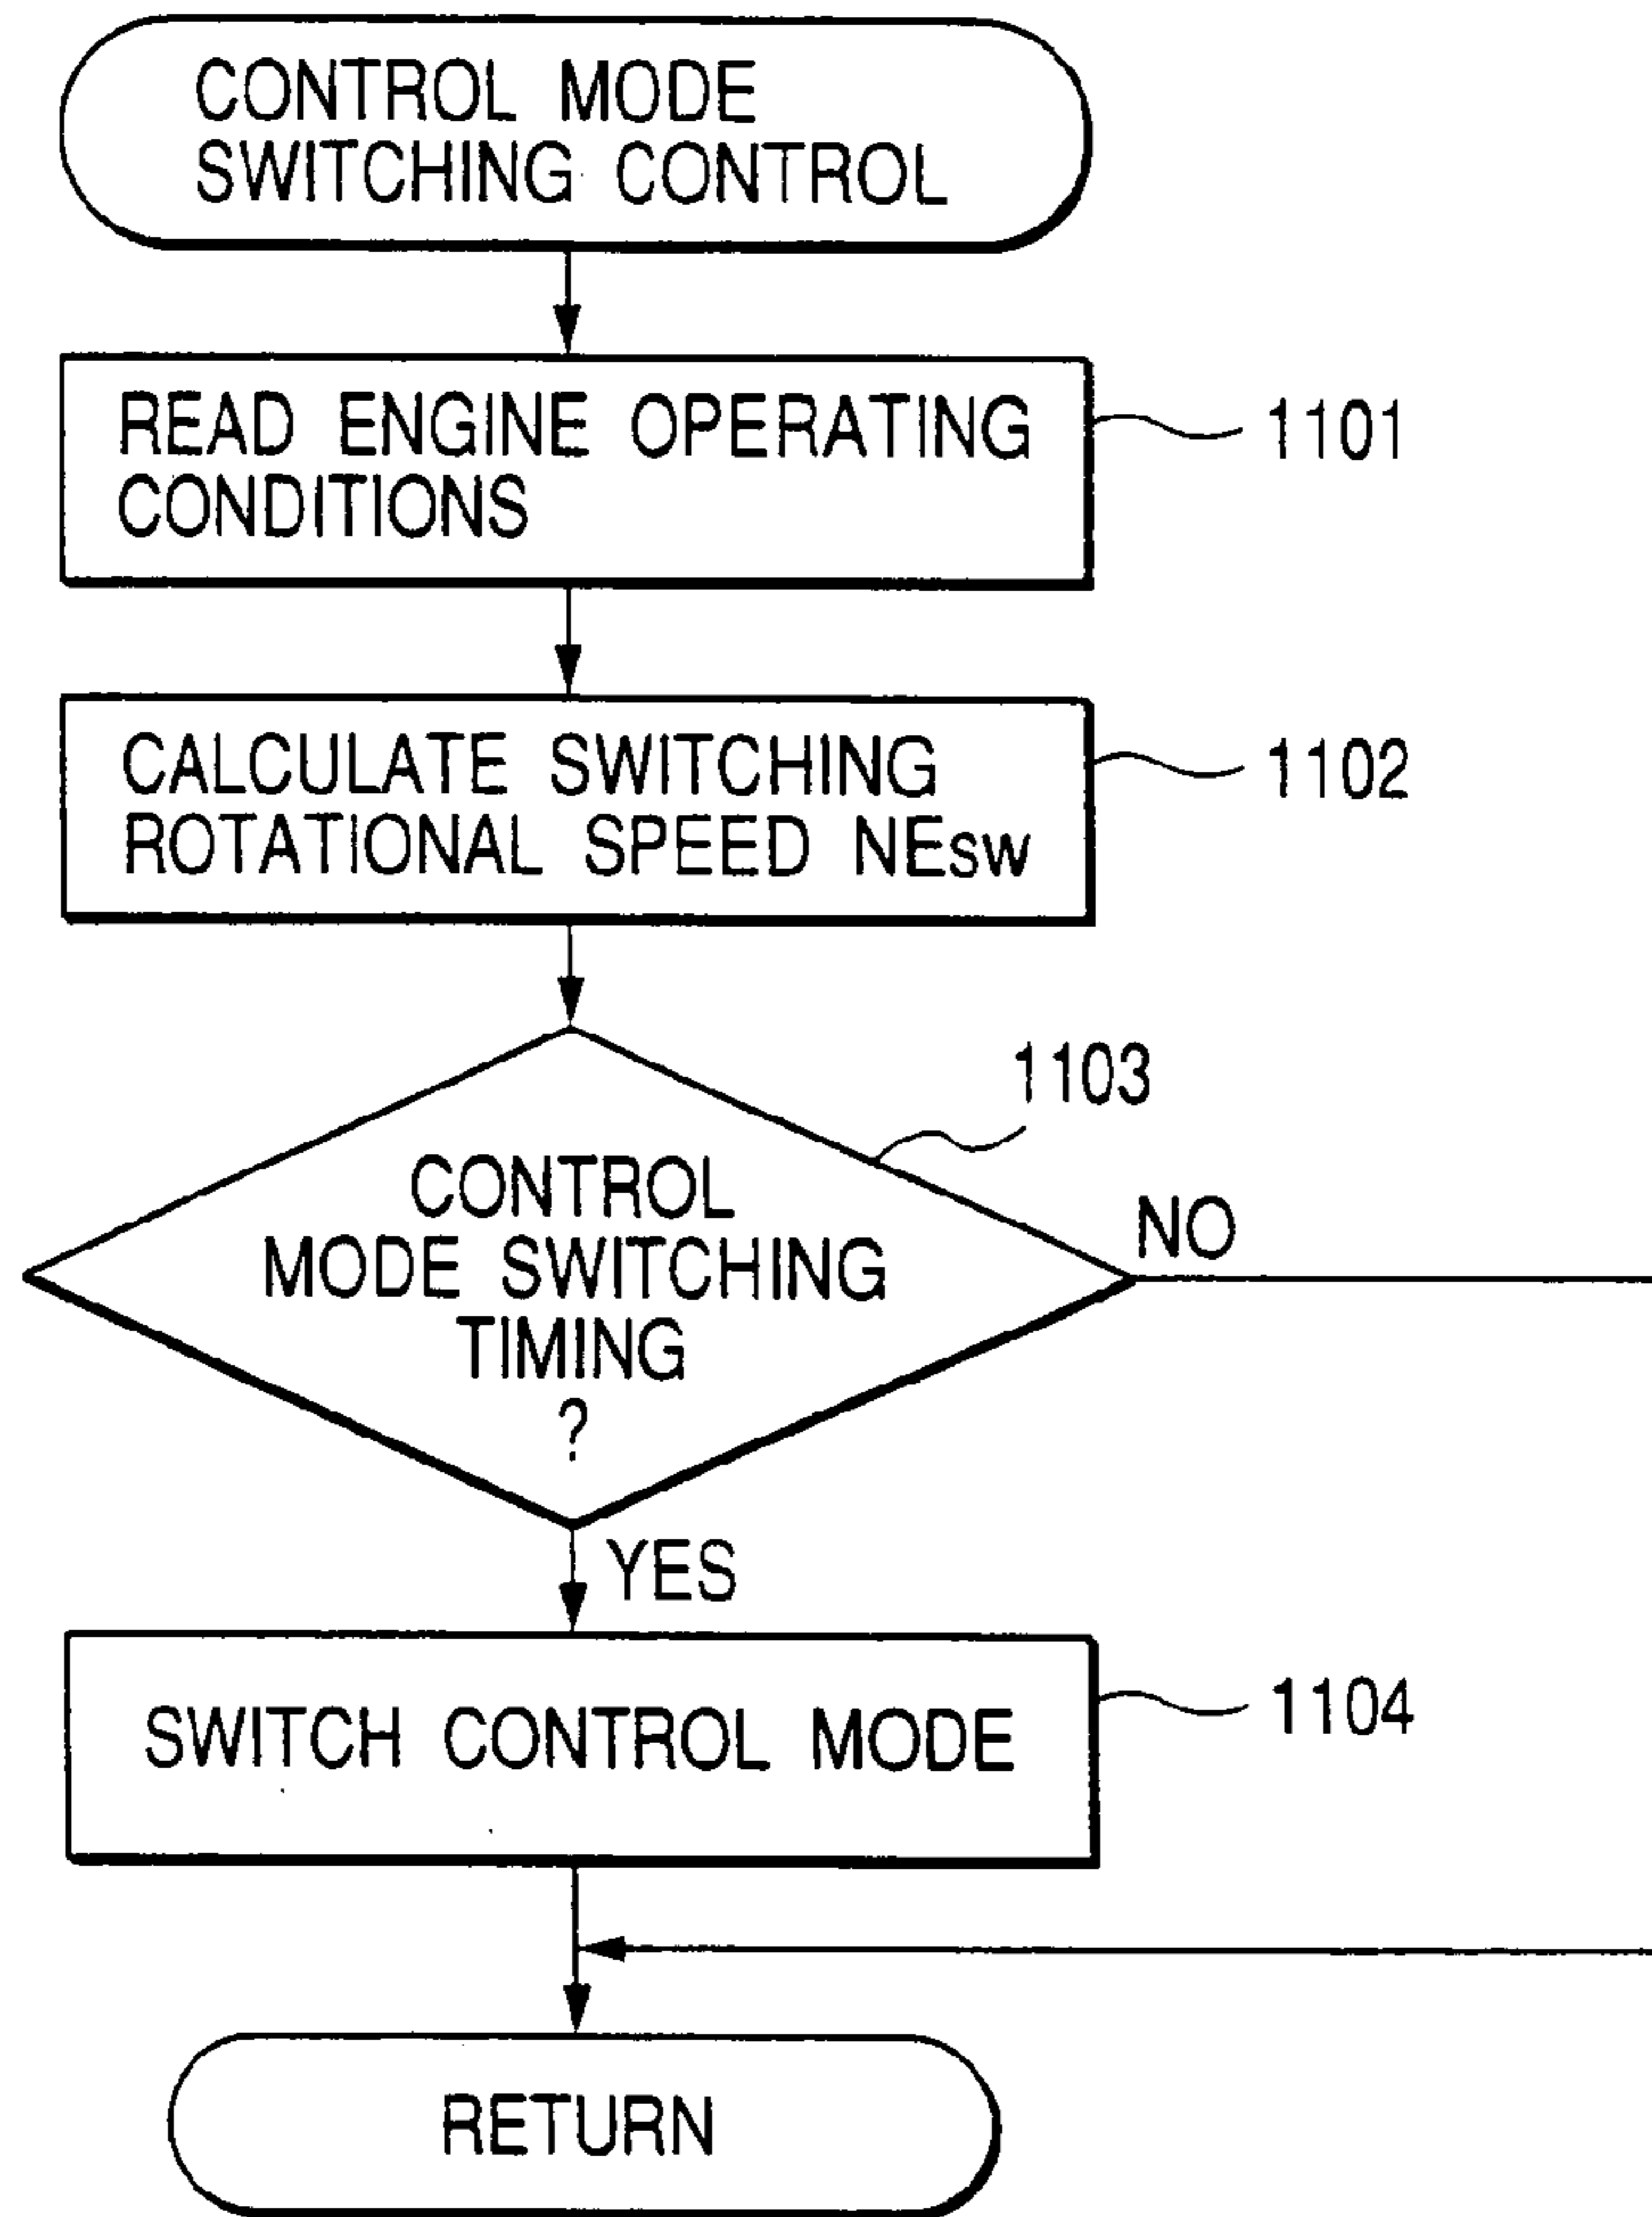 CONTROL MODE
SWITCHING CONTROL
READ ENGINE OPERATING
CONDITIONS
1101
CALCULATE SWITCHING
ROTATIONAL SPEED NESW
1102
1103
CONTROL
MODE SWITCHING
TIMING
?
NO
YES
SWITCH CONTROL MODE
1104
RETURN